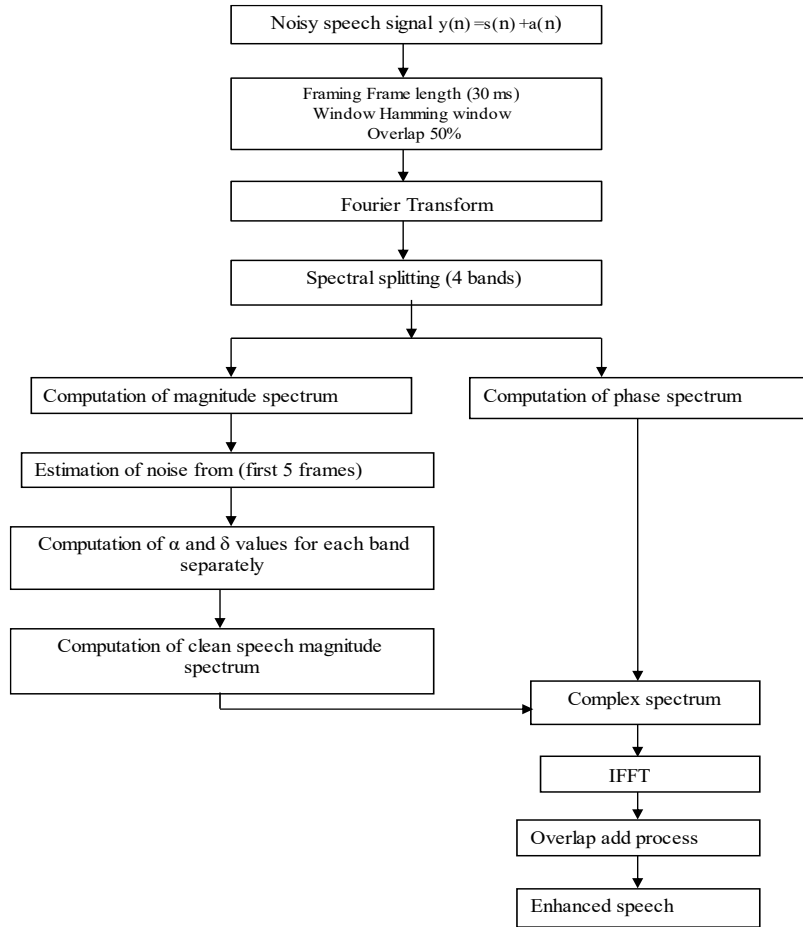 Noisy speech signal y(n)=s(n)+a(n)
Framing Frame length (30 ms)
Window Hamming window
Overlap 50%
Fourier Transform
Spectral splitting (4 bands)
Computation of magnitude spectrum
Computation of phase spectrum
Estimation of noise from (first 5 frames)
Computation of α and δ values for each band
separately
Computation of clean speech magnitude
spectrum
Complex spectrum
IFFT
Overlap add process
Enhanced speech